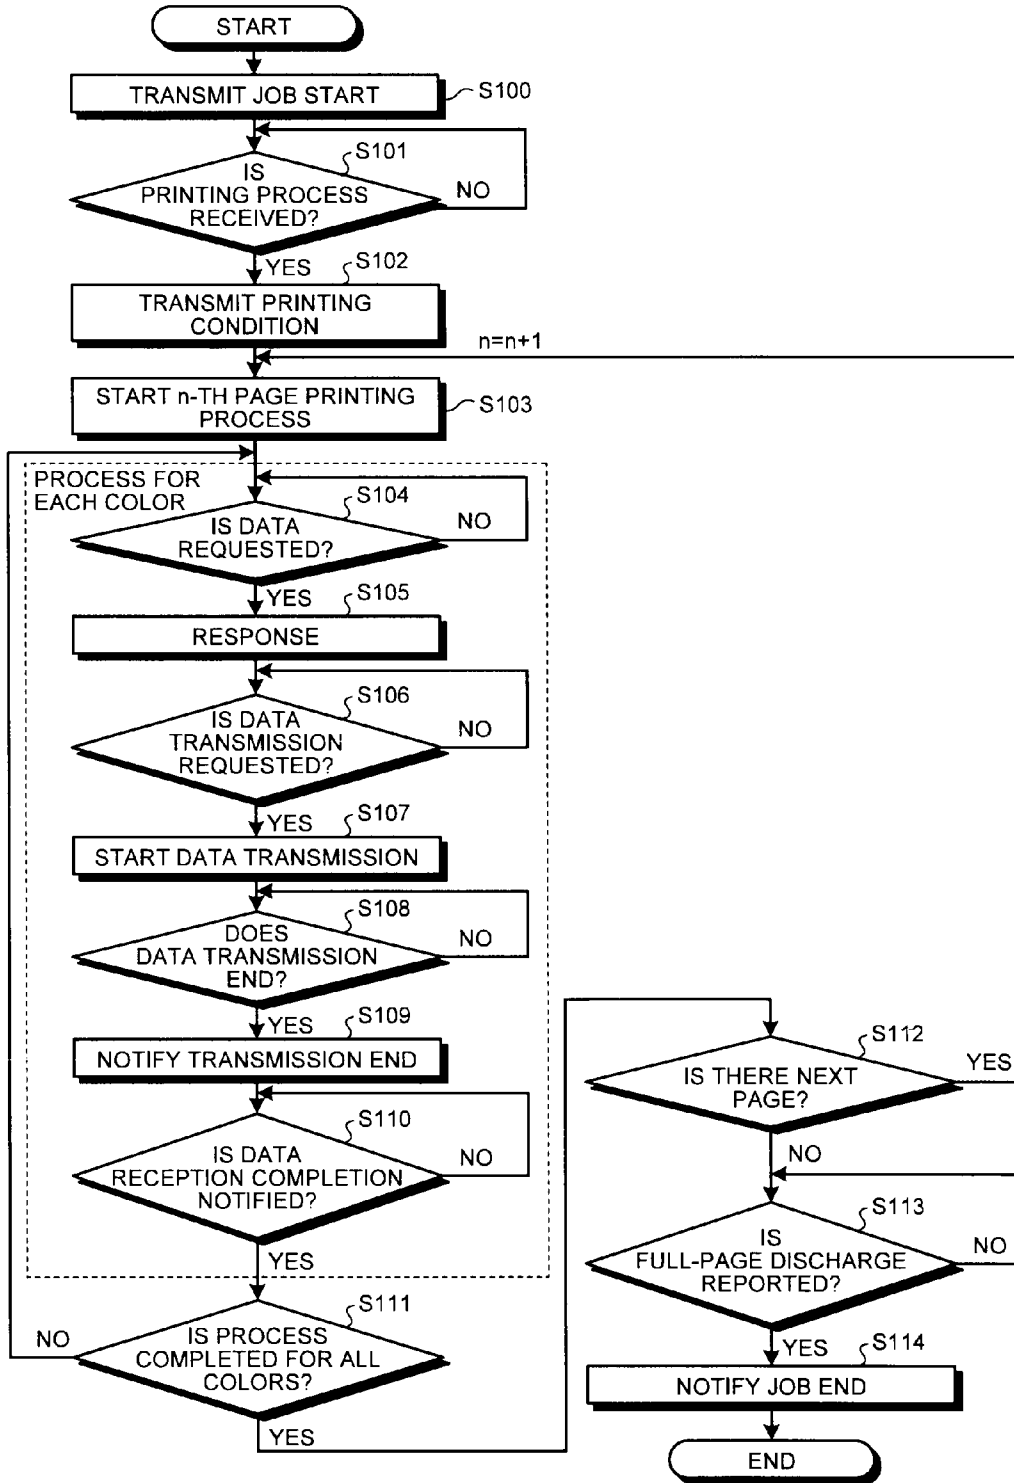 START
TRANSMIT JOB START
S100
S101
IS
PRINTING PROCESS
RECEIVED?
NO
YES
S102
TRANSMIT PRINTING
CONDITION
n=n+1
START n-TH PAGE PRINTING
PROCESS
S103
PROCESS FOR
EACH COLOR
S104
IS DATA
REQUESTED?
NO
YES
S105
RESPONSE
S106
IS DATA
TRANSMISSION
REQUESTED?
NO
YES
S107
START DATA TRANSMISSION
S108
DOES
DATA TRANSMISSION
END?
NO
YES
S109
NOTIFY TRANSMISSION END
S110
IS DATA
RECEPTION COMPLETION
NOTIFIED?
NO
YES
S111
IS PROCESS
COMPLETED FOR ALL
COLORS?
NO
YES
S112
IS THERE NEXT
PAGE?
YES
NO
S113
IS
FULL-PAGE DISCHARGE
REPORTED?
NO
YES
S114
NOTIFY JOB END
END